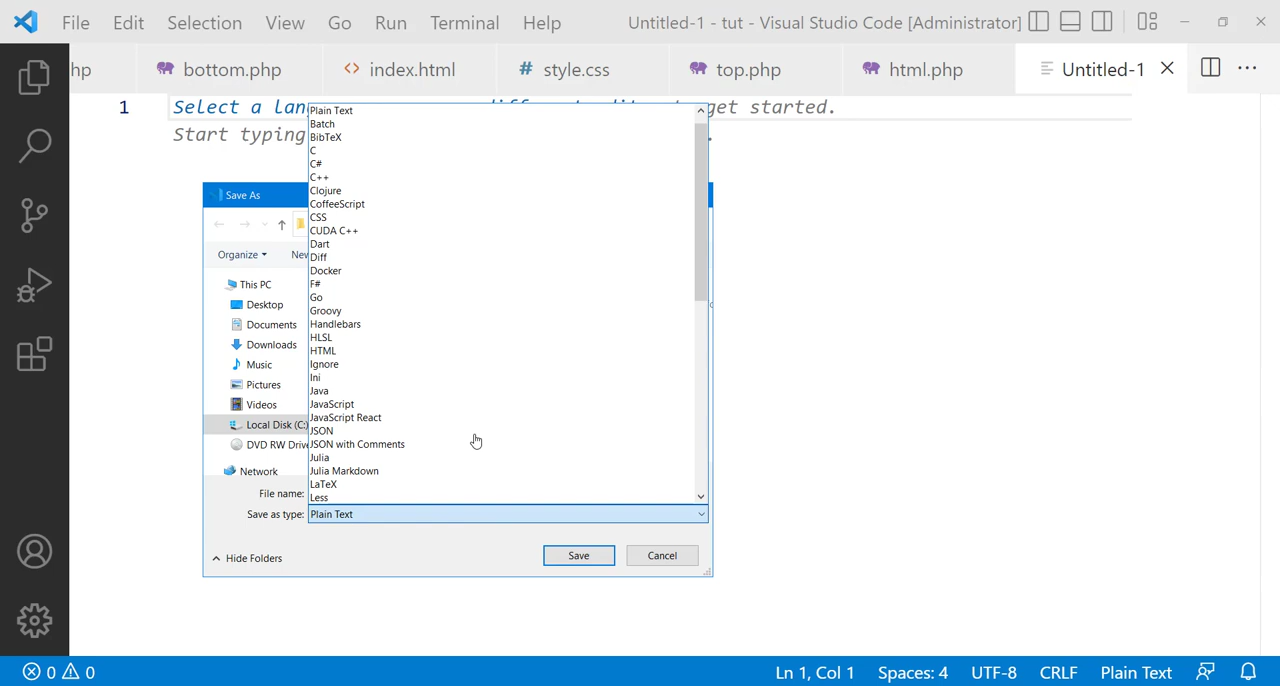 File Edit Selection View Go Run Terminal Help Untitled-1 - tut - Visual Studio Code [Administrator]
hp bottom.php index.html style.css top.php html.php Untitled-1
1 Select a get started.
Start typing .
Plain Text
Batch
BibTeX
C
C#
C++
Clojure
CoffeeScript
CSS
CUDA C++
Dart
Diff
Docker
F#
Go
Groovy
Handlebars
HLSL
HTML
Ignore
Ini
Java
JavaScript
JavaScript React
JSON
JSON with Comments
Julia
Julia Markdown
LaTeX
Less
Save As
Organize
This PC
Desktop
Documents
Downloads
Music
Pictures
Videos
Local Disk (C:)
DVD RW
Network
File name:
Save as type: Plain Text
Hide Folders Save Cancel
0 0 Ln 1, Col 1 Spaces: 4 UTF-8 CRLF Plain Text